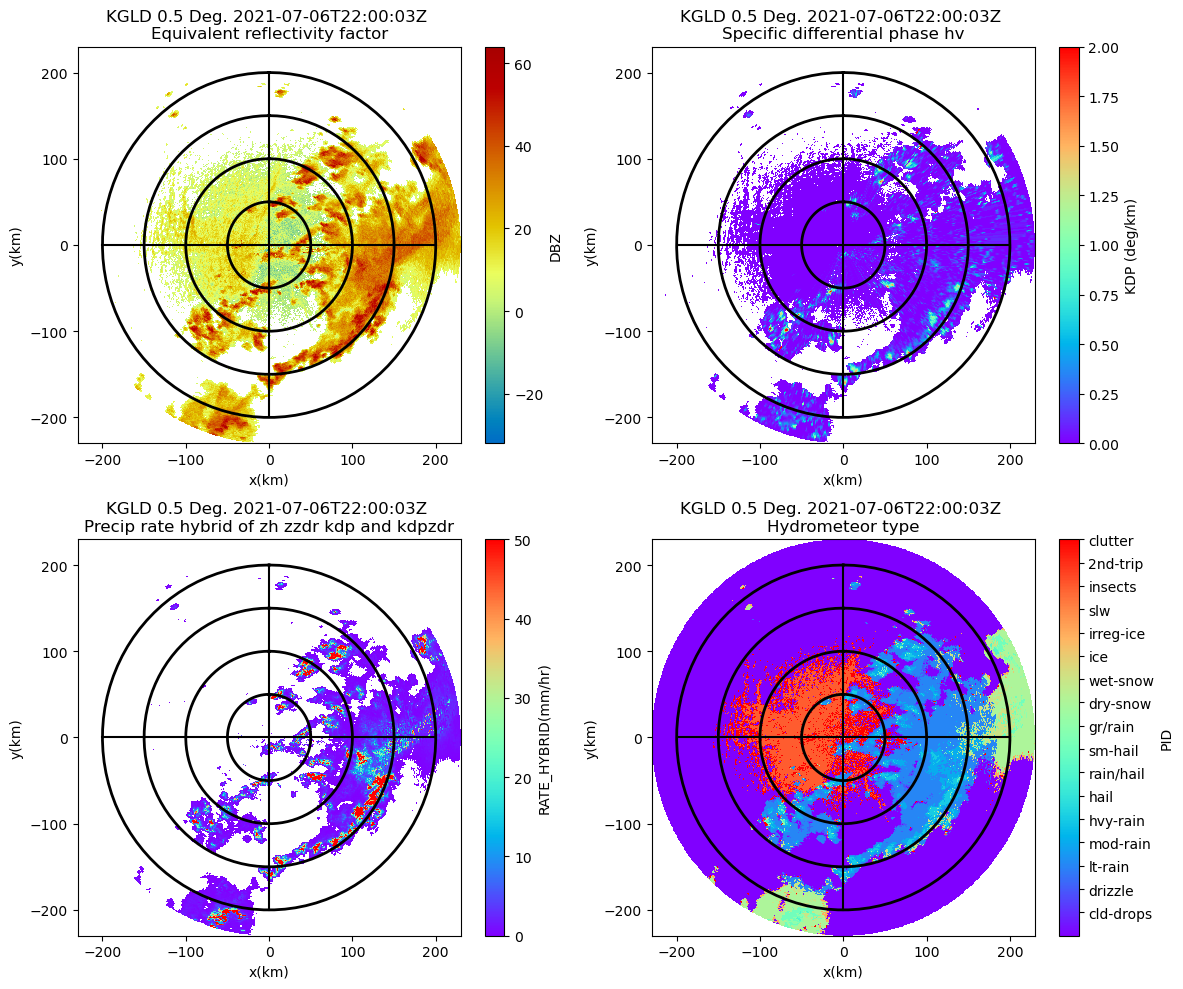 KGLD 0.5 Deg. 2021-07-06T22:00:03Z
Equivalent reflectivity factor
200
100
0
−100
−200
y(km)
−200 −100 0 100 200
x(km)
60
40
20
0
−20
DBZ
KGLD 0.5 Deg. 2021-07-06T22:00:03Z
Specific differential phase hv
200
100
0
−100
−200
y(km)
−200 −100 0 100 200
x(km)
2.00
1.75
1.50
1.25
1.00
0.75
0.50
0.25
0.00
KDP (deg/km)
KGLD 0.5 Deg. 2021-07-06T22:00:03Z
Precip rate hybrid of zh zzdr kdp and kdpzdr
200
100
0
−100
−200
y(km)
−200 −100 0 100 200
x(km)
50
40
30
20
10
0
RATE_HYBRID(mm/hr)
KGLD 0.5 Deg. 2021-07-06T22:00:03Z
Hydrometeor type
200
100
0
−100
−200
y(km)
−200 −100 0 100 200
x(km)
clutter
2nd-trip
insects
slw
irreg-ice
ice
wet-snow
dry-snow
gr/rain
sm-hail
rain/hail
hail
hvy-rain
mod-rain
lt-rain
drizzle
cld-drops
PID